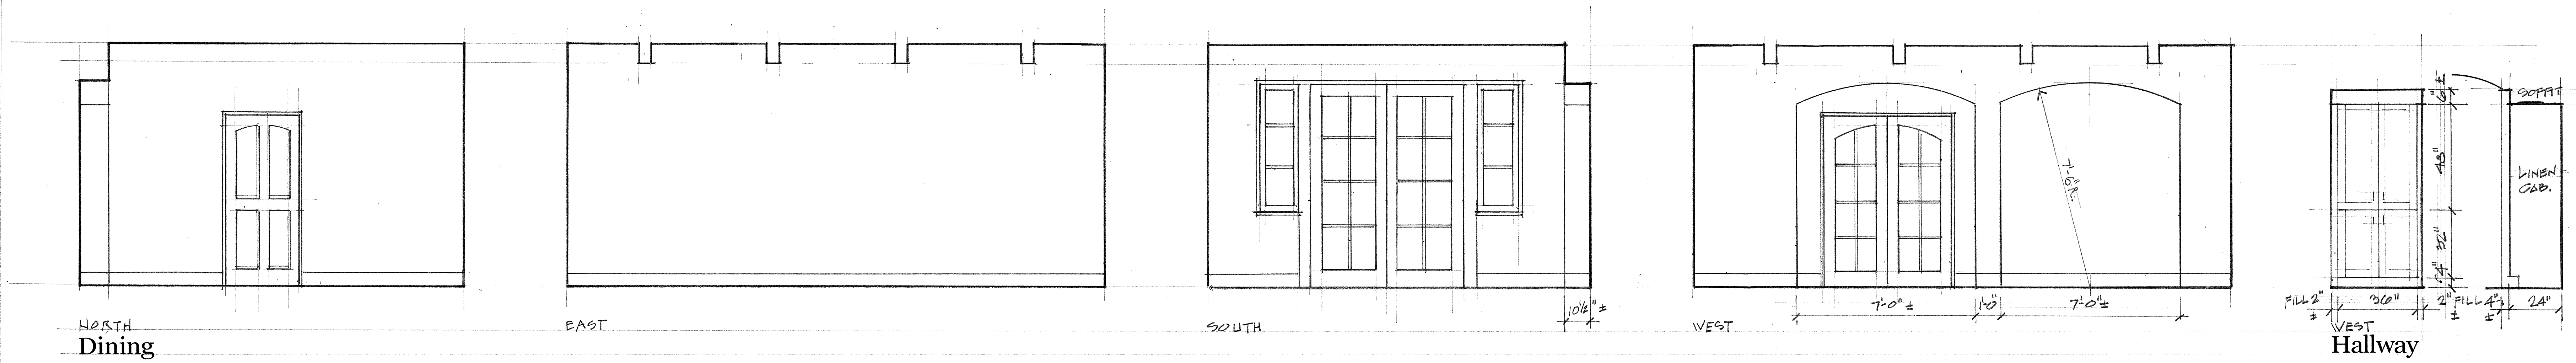 NORTH
Dining
EAST
SOUTH
10½" ±
WEST
7'-0" ±
1'-0"
7'-0" ±
7'-6" R.
6" ±
48"
32"
4"
SOFFIT
LINEN
CAB.
FILL 2"
±
36"
2" FILL
±
4"
±
24"
WEST
Hallway